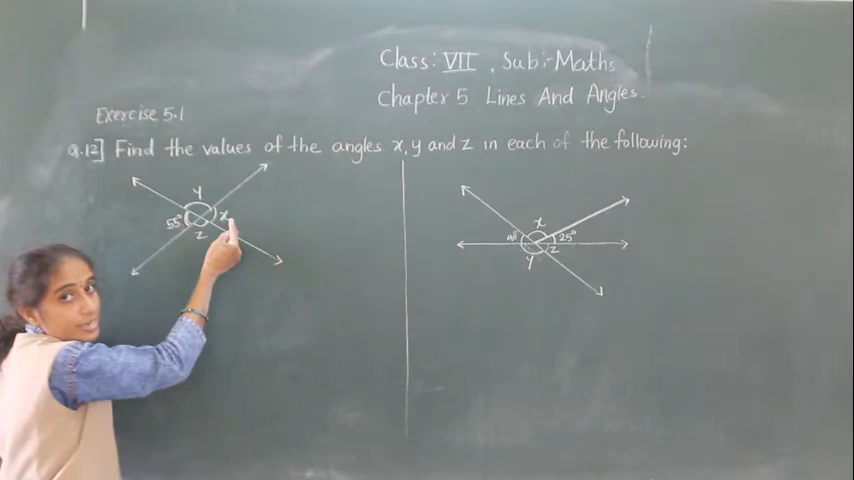 Class: VII , Sub:- Maths
Chapter 5 Lines And Angles.
Exercise 5.1
Q.12] Find the values of the angles x, y and z in each of the following:
y
55° x
z
x
40° 25°
z
y